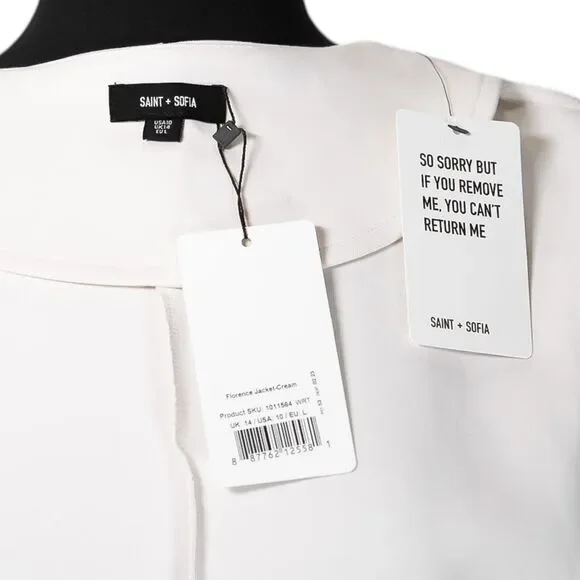 SAINT + SOFIA
USA10
UK14
EU L
SO SORRY BUT
IF YOU REMOVE
ME, YOU CAN'T
RETURN ME
SAINT + SOFIA
Florence Jacket-Cream
Product SKU: 1011564 WRT
UK: 14 / USA: 10 / EU: L
8 87762 12558 1